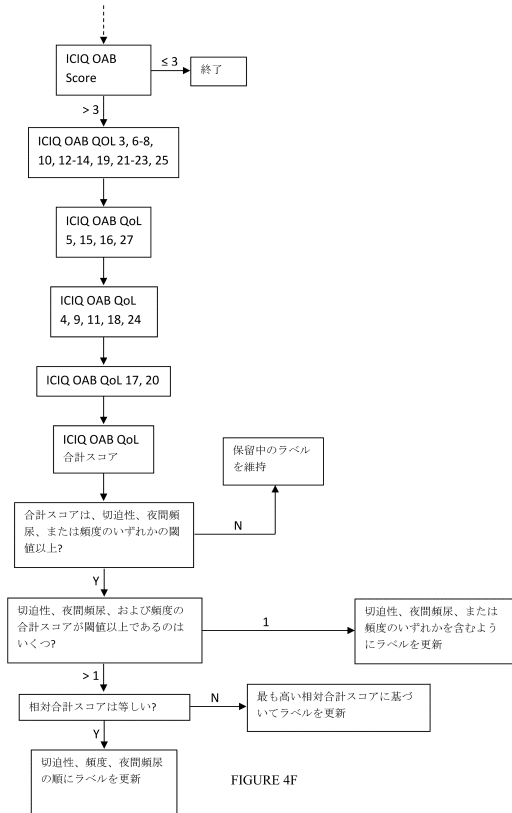 ICIQ OAB
Score
≤ 3
終了
> 3
ICIQ OAB QOL 3, 6-8,
10, 12-14, 19, 21-23, 25
ICIQ OAB QoL
5, 15, 16, 27
ICIQ OAB QoL
4, 9, 11, 18, 24
ICIQ OAB QoL 17, 20
ICIQ OAB QoL
合計スコア
保留中のラベル
を維持
合計スコアは、切迫性、夜間頻
尿、または頻度のいずれかの閾
値以上?
N
Y
切迫性、夜間頻尿、および頻度の
合計スコアが閾値以上であるのは
いくつ?
1
切迫性、夜間頻尿、または
頻度のいずれかを含むよう
にラベルを更新
> 1
相対合計スコアは等しい?
N
最も高い相対合計スコアに基づ
いてラベルを更新
Y
切迫性、頻度、夜間頻尿
の順にラベルを更新
FIGURE 4F